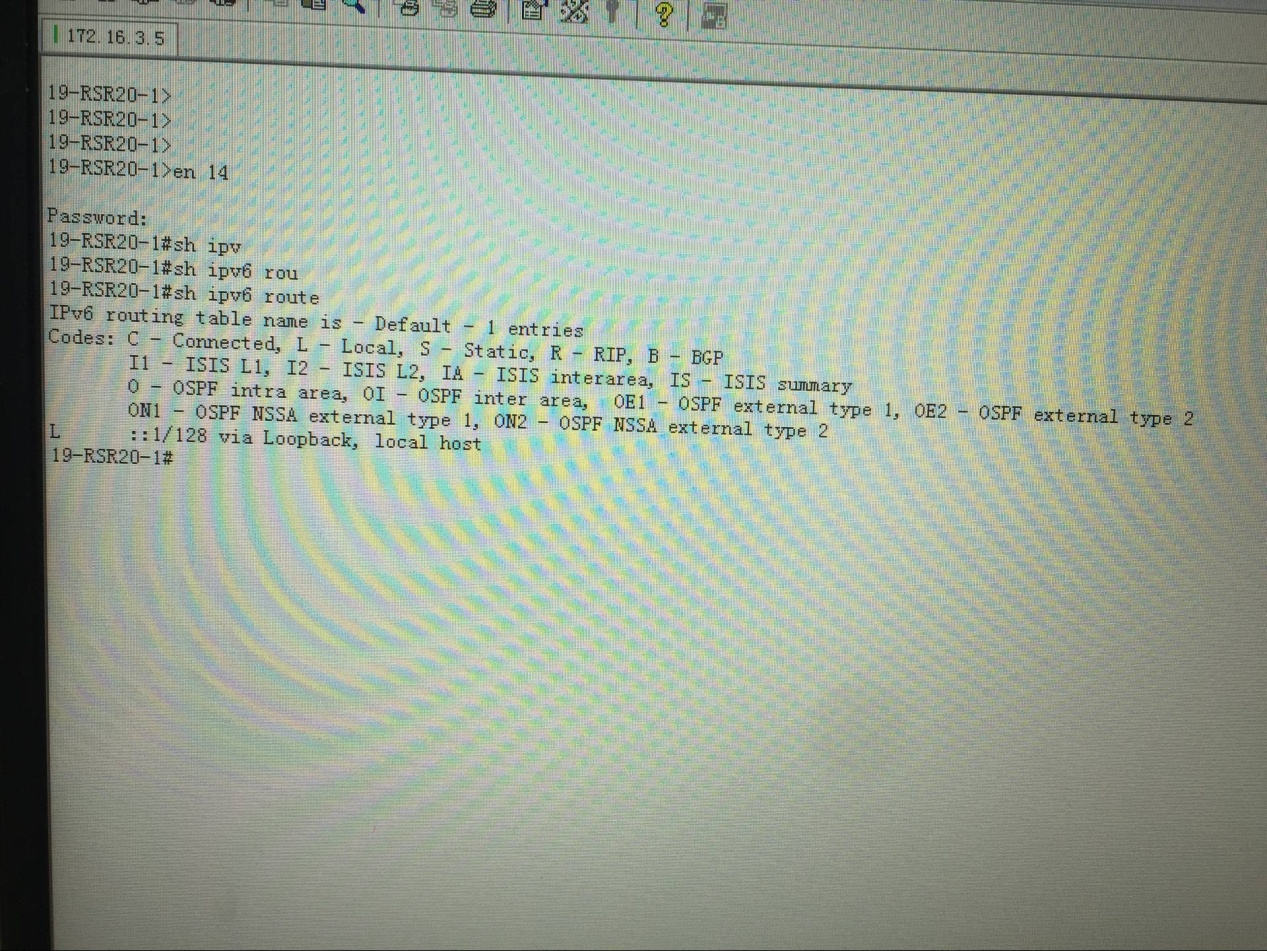 172.16.3.5
19-RSR20-1>
19-RSR20-1>
19-RSR20-1>
19-RSR20-1>en 14
Password:
19-RSR20-1#sh ipv
19-RSR20-1#sh ipv6 rou
19-RSR20-1#sh ipv6 route
IPv6 routing table name is - Default - 1 entries
Codes: C - Connected, L - Local, S - Static, R - RIP, B - BGP
I1 - ISIS L1, I2 - ISIS L2, IA - ISIS interarea, IS - ISIS summary
O - OSPF intra area, OI - OSPF inter area, OE1 - OSPF external type 1, OE2 - OSPF external type 2
ON1 - OSPF NSSA external type 1, ON2 - OSPF NSSA external type 2
L ::1/128 via Loopback, local host
19-RSR20-1#